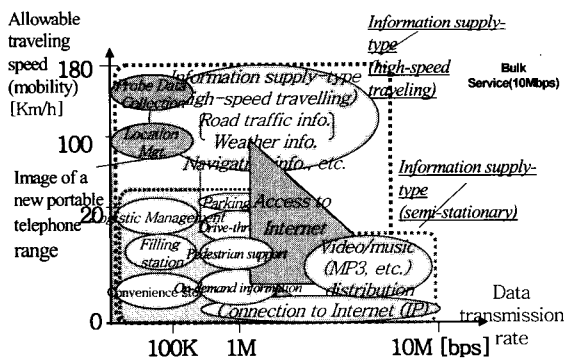 Allowable
traveling
speed
(mobility)
[Km/h]
180
100
20
0
Image of a
new portable
telephone
range
Information supply-
type
(high-speed
traveling)
Bulk
Service(10Mbps)
Information supply-
type
(semi-stationary)
Probe Data
Collection
Location
Mgt.
Information supply-type
high-speed travelling)
Road traffic info.
Weather info,
Navigation info., etc.
Parking
Logistic Management
Drive-thr
Access to
Internet
Filling
station
Pedestrian support
Video/music
(MP3, etc.)
distribution
Convenience sto
On-demand information
Connection to Internet (IP)
100K
1M
10M [bps]
Data
transmission
rate